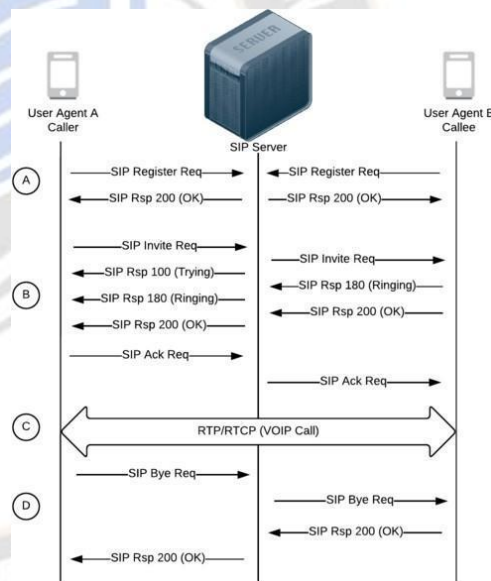 SERVER
User Agent A
Caller
SIP Server
User Agent B
Callee
A
SIP Register Req
SIP Register Req
SIP Rsp 200 (OK)
SIP Rsp 200 (OK)
B
SIP Invite Req
SIP Invite Req
SIP Rsp 100 (Trying)
SIP Rsp 180 (Ringing)
SIP Rsp 180 (Ringing)
SIP Rsp 200 (OK)
SIP Rsp 200 (OK)
SIP Ack Req
SIP Ack Req
C
RTP/RTCP (VOIP Call)
D
SIP Bye Req
SIP Bye Req
SIP Rsp 200 (OK)
SIP Rsp 200 (OK)